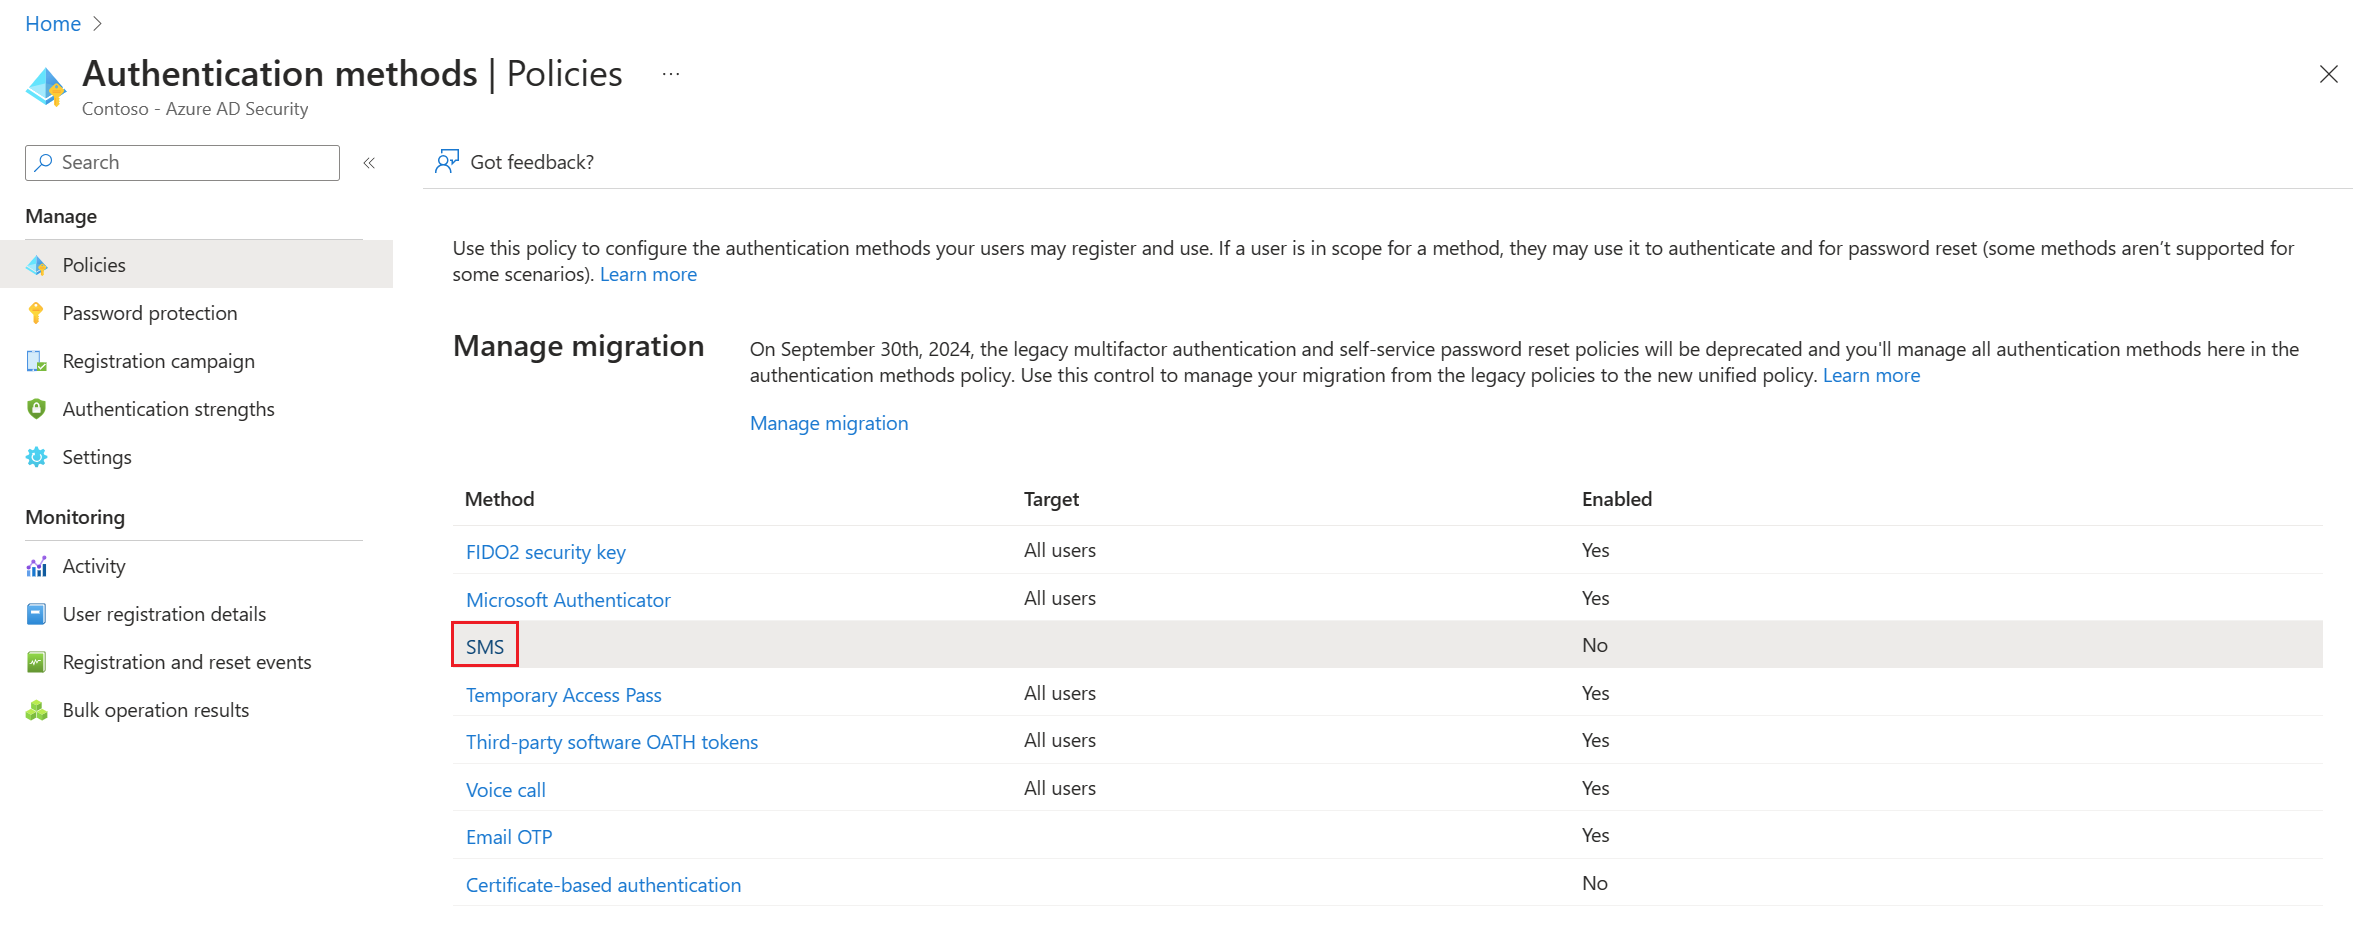 Home
Authentication methods | Policies ...
Contoso - Azure AD Security
Search
«
Got feedback?
Manage
Policies
Password protection
Registration campaign
Authentication strengths
Settings
Monitoring
Activity
User registration details
Registration and reset events
Bulk operation results
Use this policy to configure the authentication methods your users may register and use. If a user is in scope for a method, they may use it to authenticate and for password reset (some methods aren’t supported for
some scenarios). Learn more
Manage migration
On September 30th, 2024, the legacy multifactor authentication and self-service password reset policies will be deprecated and you'll manage all authentication methods here in the
authentication methods policy. Use this control to manage your migration from the legacy policies to the new unified policy. Learn more
Manage migration
Method Target Enabled
FIDO2 security key All users Yes
Microsoft Authenticator All users Yes
SMS No
Temporary Access Pass All users Yes
Third-party software OATH tokens All users Yes
Voice call All users Yes
Email OTP Yes
Certificate-based authentication No